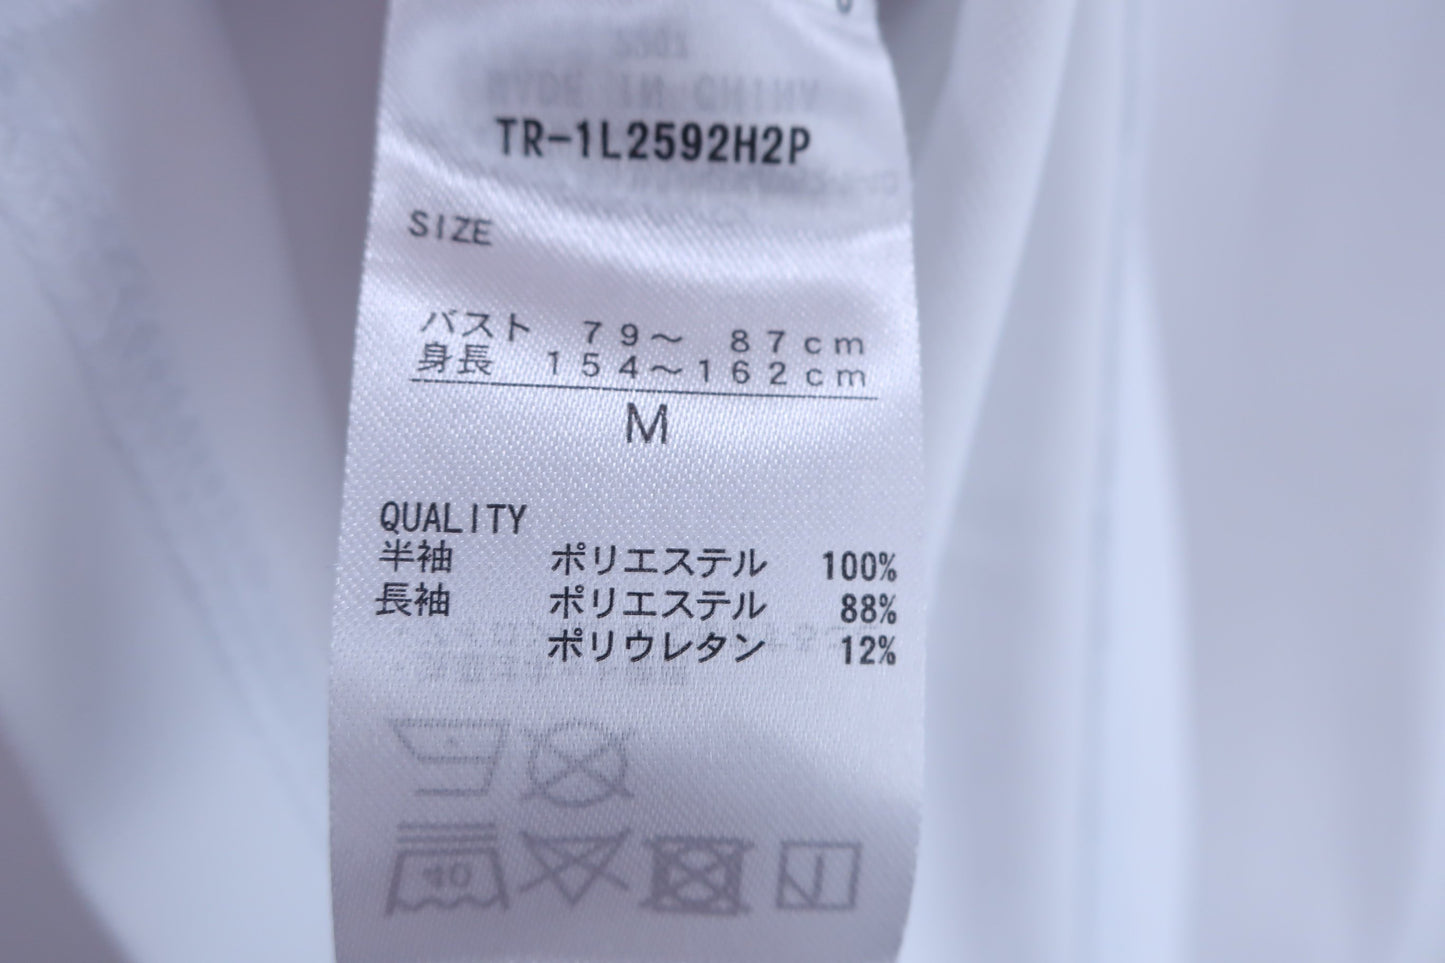 TR-1L2592H2P
SIZE
バスト 79～ 87cm
身長 154～162cm
M
QUALITY
半袖 ポリエステル 100%
長袖 ポリエステル 88%
ポリウレタン 12%
40